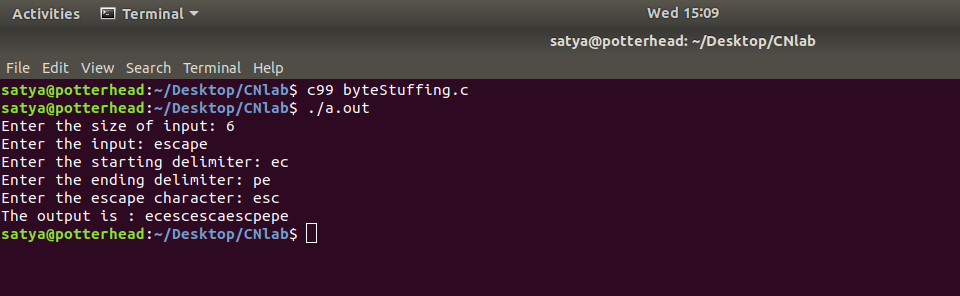 Activities Terminal Wed 15:09
satya@potterhead: ~/Desktop/CNlab
File Edit View Search Terminal Help
satya@potterhead:~/Desktop/CNlab$ c99 byteStuffing.c
satya@potterhead:~/Desktop/CNlab$ ./a.out
Enter the size of input: 6
Enter the input: escape
Enter the starting delimiter: ec
Enter the ending delimiter: pe
Enter the escape character: esc
The output is : ecescescaescpepe
satya@potterhead:~/Desktop/CNlab$